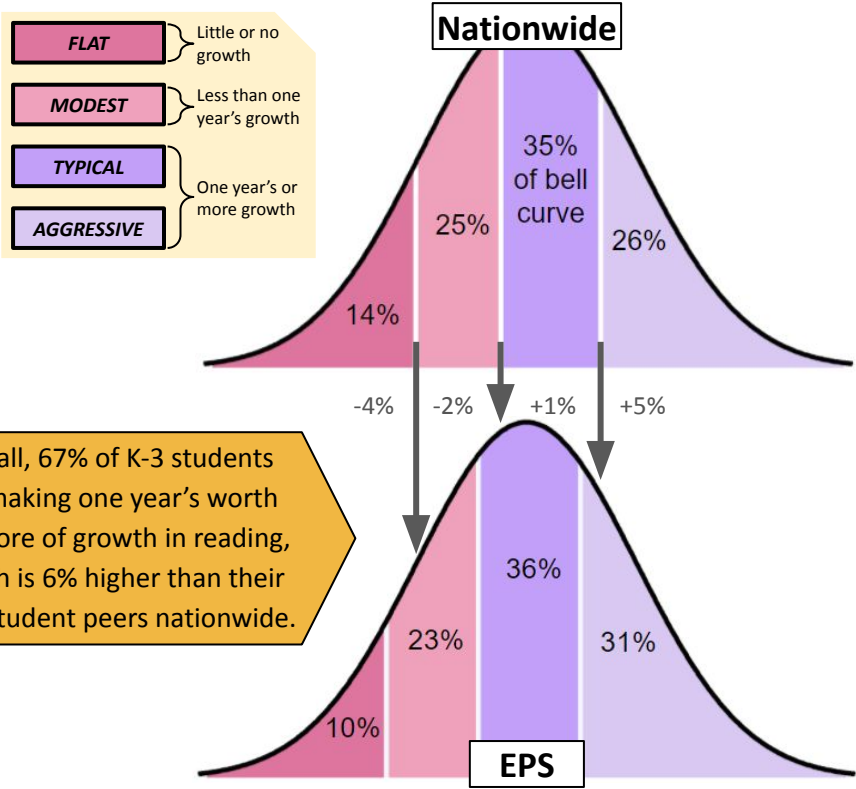 FLAT
Little or no
growth
MODEST
Less than one
year's growth
TYPICAL
One year's or
more growth
AGGRESSIVE
Nationwide
35%
of bell
curve
25%
26%
14%
-4% -2% +1% +5%
all, 67% of K-3 students
making one year's worth
ore of growth in reading,
is 6% higher than their
tudent peers nationwide.
36%
23%
31%
10%
EPS